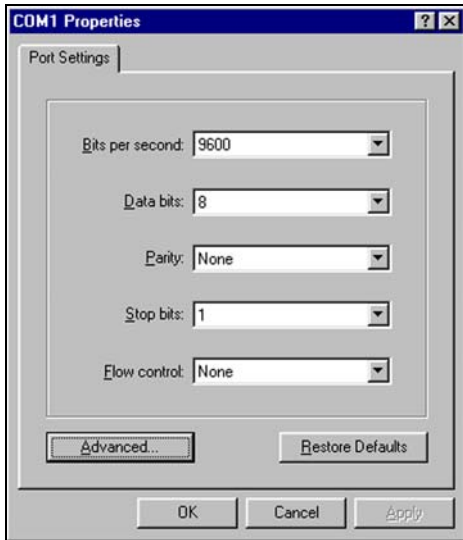 COM1 Properties
Port Settings
Bits per second: 9600
Data bits: 8
Parity: None
Stop bits: 1
Flow control: None
Advanced...
Restore Defaults
OK
Cancel
Apply